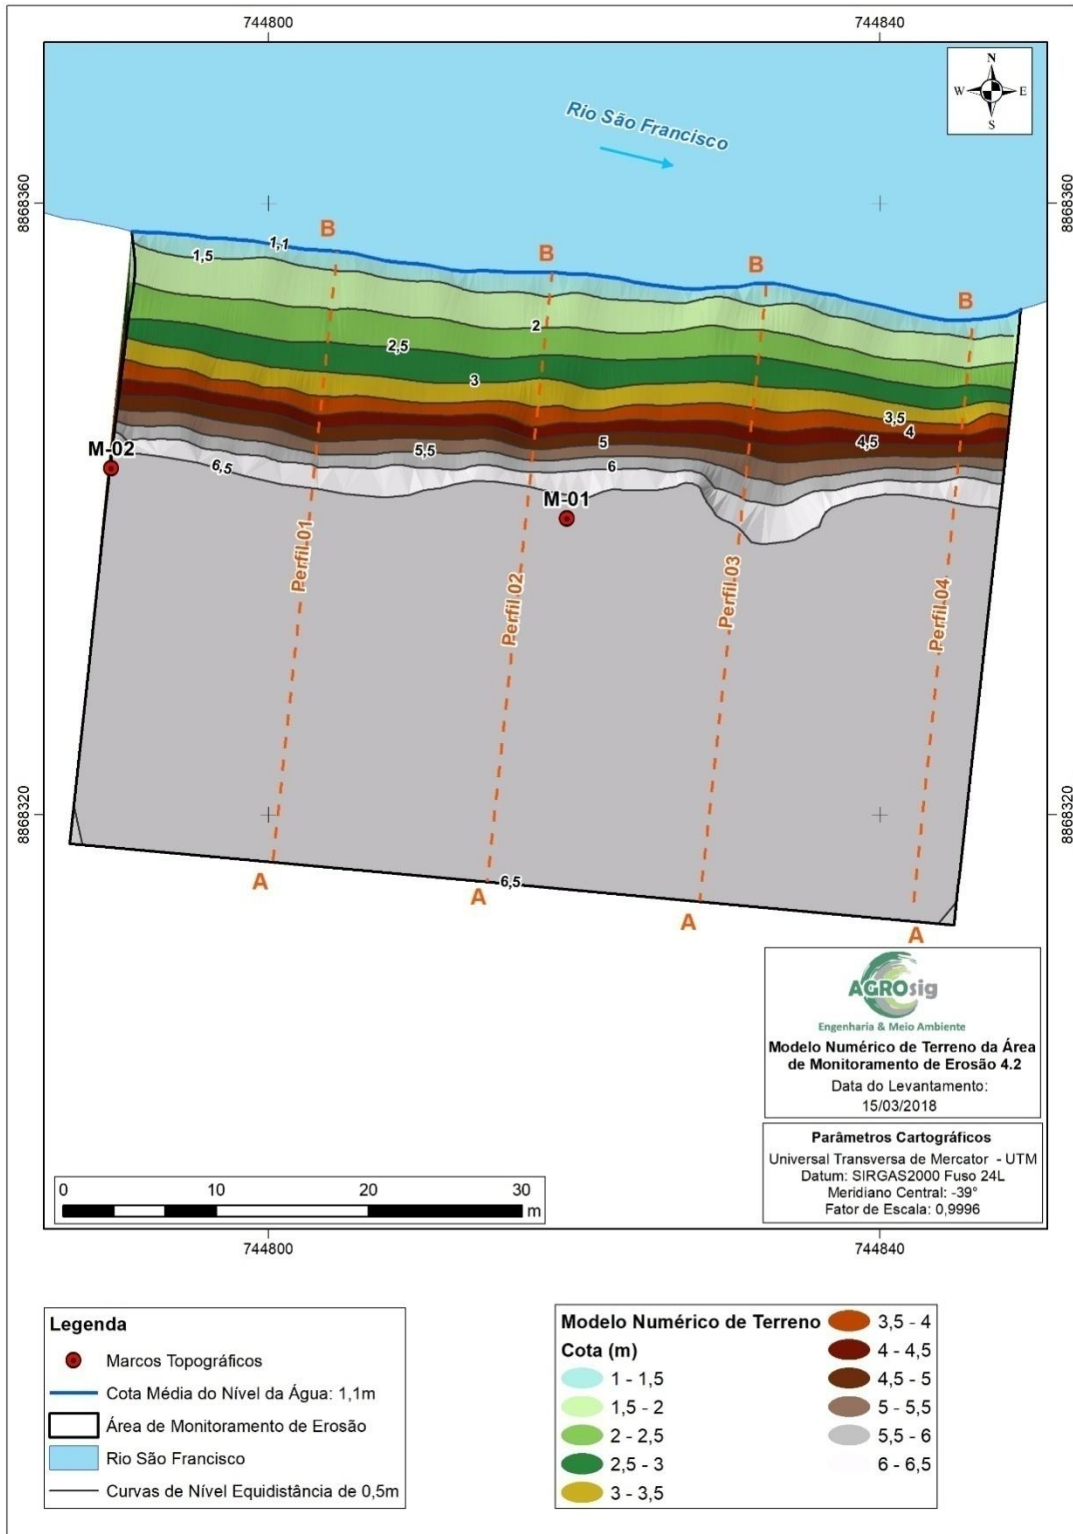 744800
744840
N
W
E
S
Rio São Francisco
8868360
8868360
B
1,1
1,5
B
B
B
2
2,5
3
3,5
4
4,5
5
5,5
6
M-02
6,5
M-01
Perfil 01
Perfil 02
Perfil 03
Perfil 04
8868320
8868320
A
6,5
A
A
A
AGROsig
Engenharia & Meio Ambiente
Modelo Numérico de Terreno da Área
de Monitoramento de Erosão 4.2
Data do Levantamento:
15/03/2018
Parâmetros Cartográficos
Universal Transversa de Mercator - UTM
Datum: SIRGAS2000 Fuso 24L
Meridiano Central: -39°
Fator de Escala: 0,9996
0 10 20 30
m
744800
744840
Legenda
Marcos Topográficos
Cota Média do Nível da Água: 1,1m
Área de Monitoramento de Erosão
Rio São Francisco
Curvas de Nível Equidistância de 0,5m
Modelo Numérico de Terreno
Cota (m)
1 - 1,5
1,5 - 2
2 - 2,5
2,5 - 3
3 - 3,5
3,5 - 4
4 - 4,5
4,5 - 5
5 - 5,5
5,5 - 6
6 - 6,5